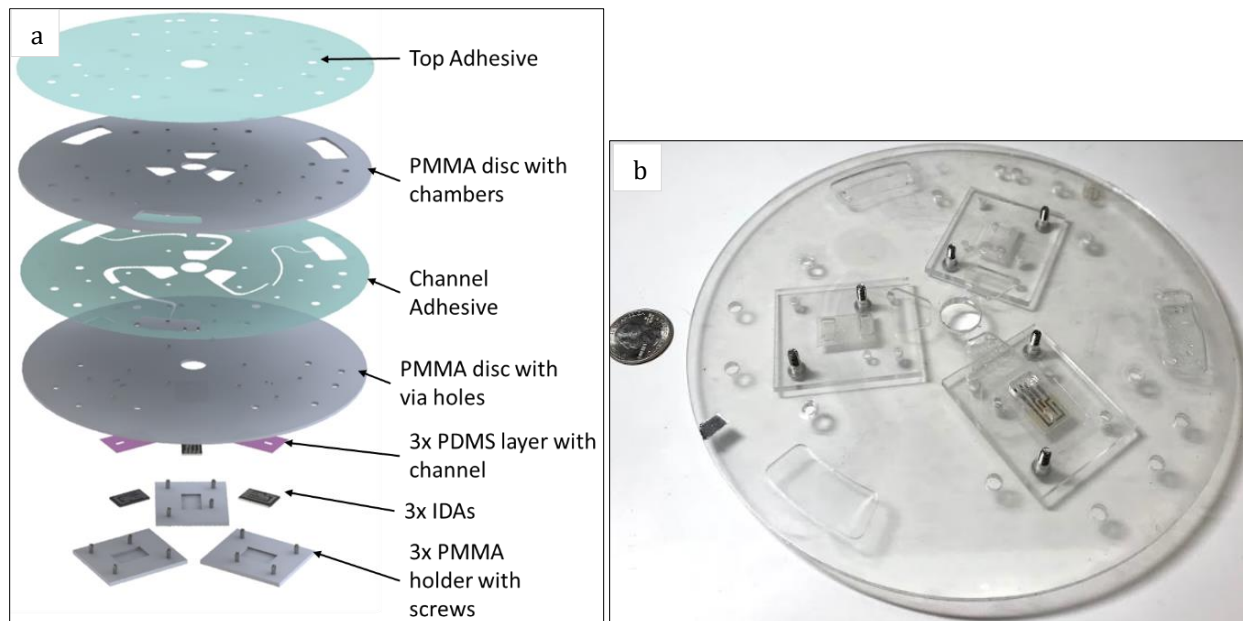 a
Top Adhesive
PMMA disc with
chambers
Channel
Adhesive
PMMA disc with
via holes
3x PDMS layer with
channel
3x IDAs
3x PMMA
holder with
screws
b